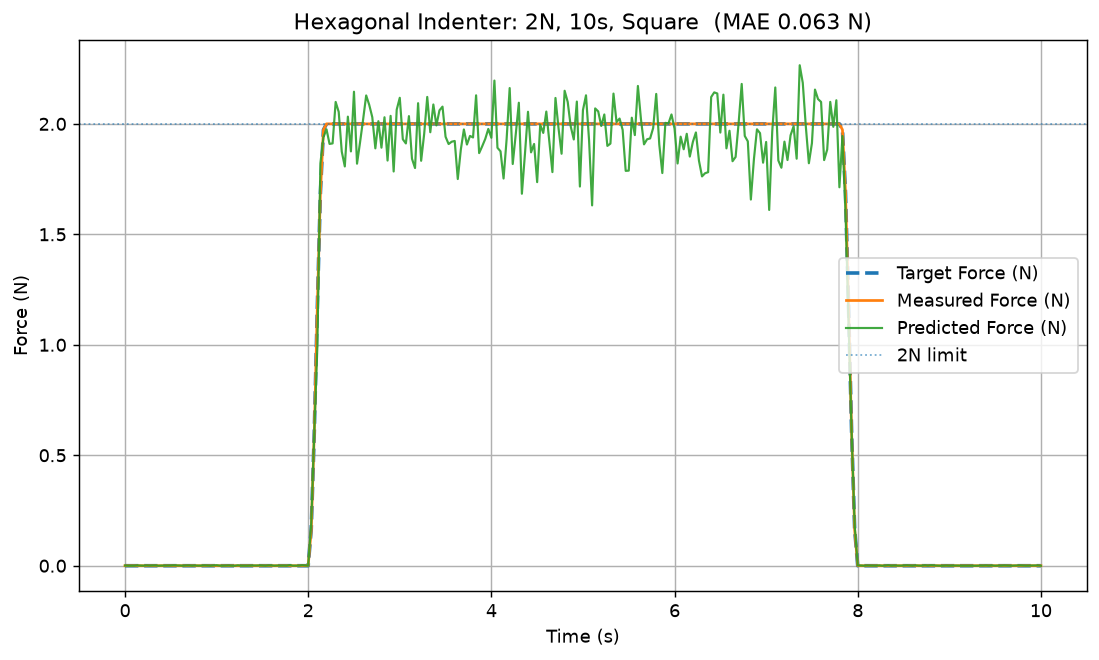 Hexagonal Indenter: 2N, 10s, Square  (MAE 0.063 N)
Force (N)
2.0
1.5
1.0
0.5
0.0
Target Force (N)
Measured Force (N)
Predicted Force (N)
2N limit
0 2 4 6 8 10
Time (s)